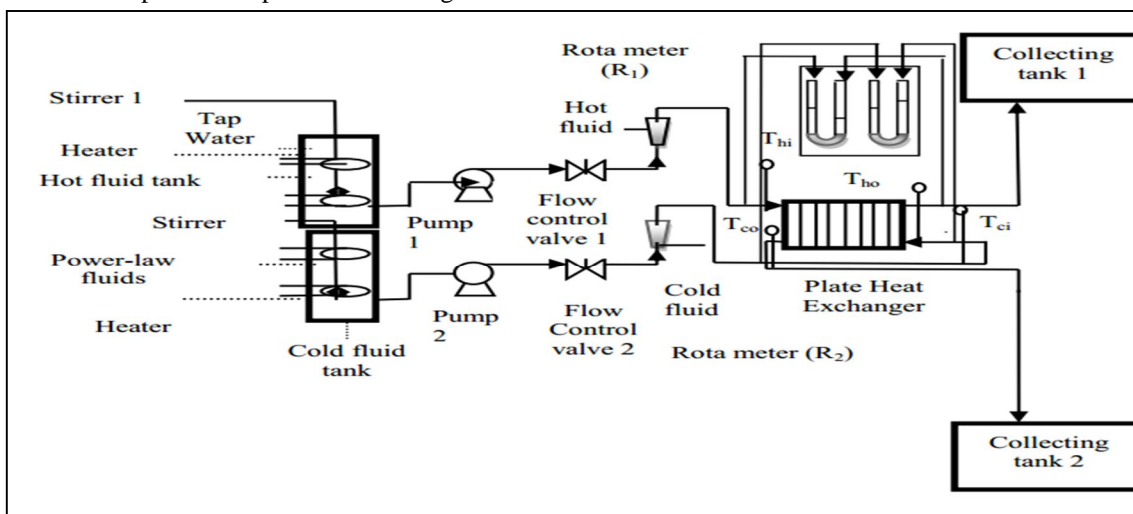 Rota meter
(R₁)
Collecting
tank 1
Stirrer 1
Tap
Water
Hot
fluid
Heater
Hot fluid tank
Thi
Tho
Stirrer
Pump
1
Flow
control
valve 1
Tco
Tci
Power-law
fluids
Plate Heat
Exchanger
Cold
fluid
Heater
Pump
2
Flow
Control
valve 2
Rota meter (R₂)
Cold fluid
tank
Collecting
tank 2